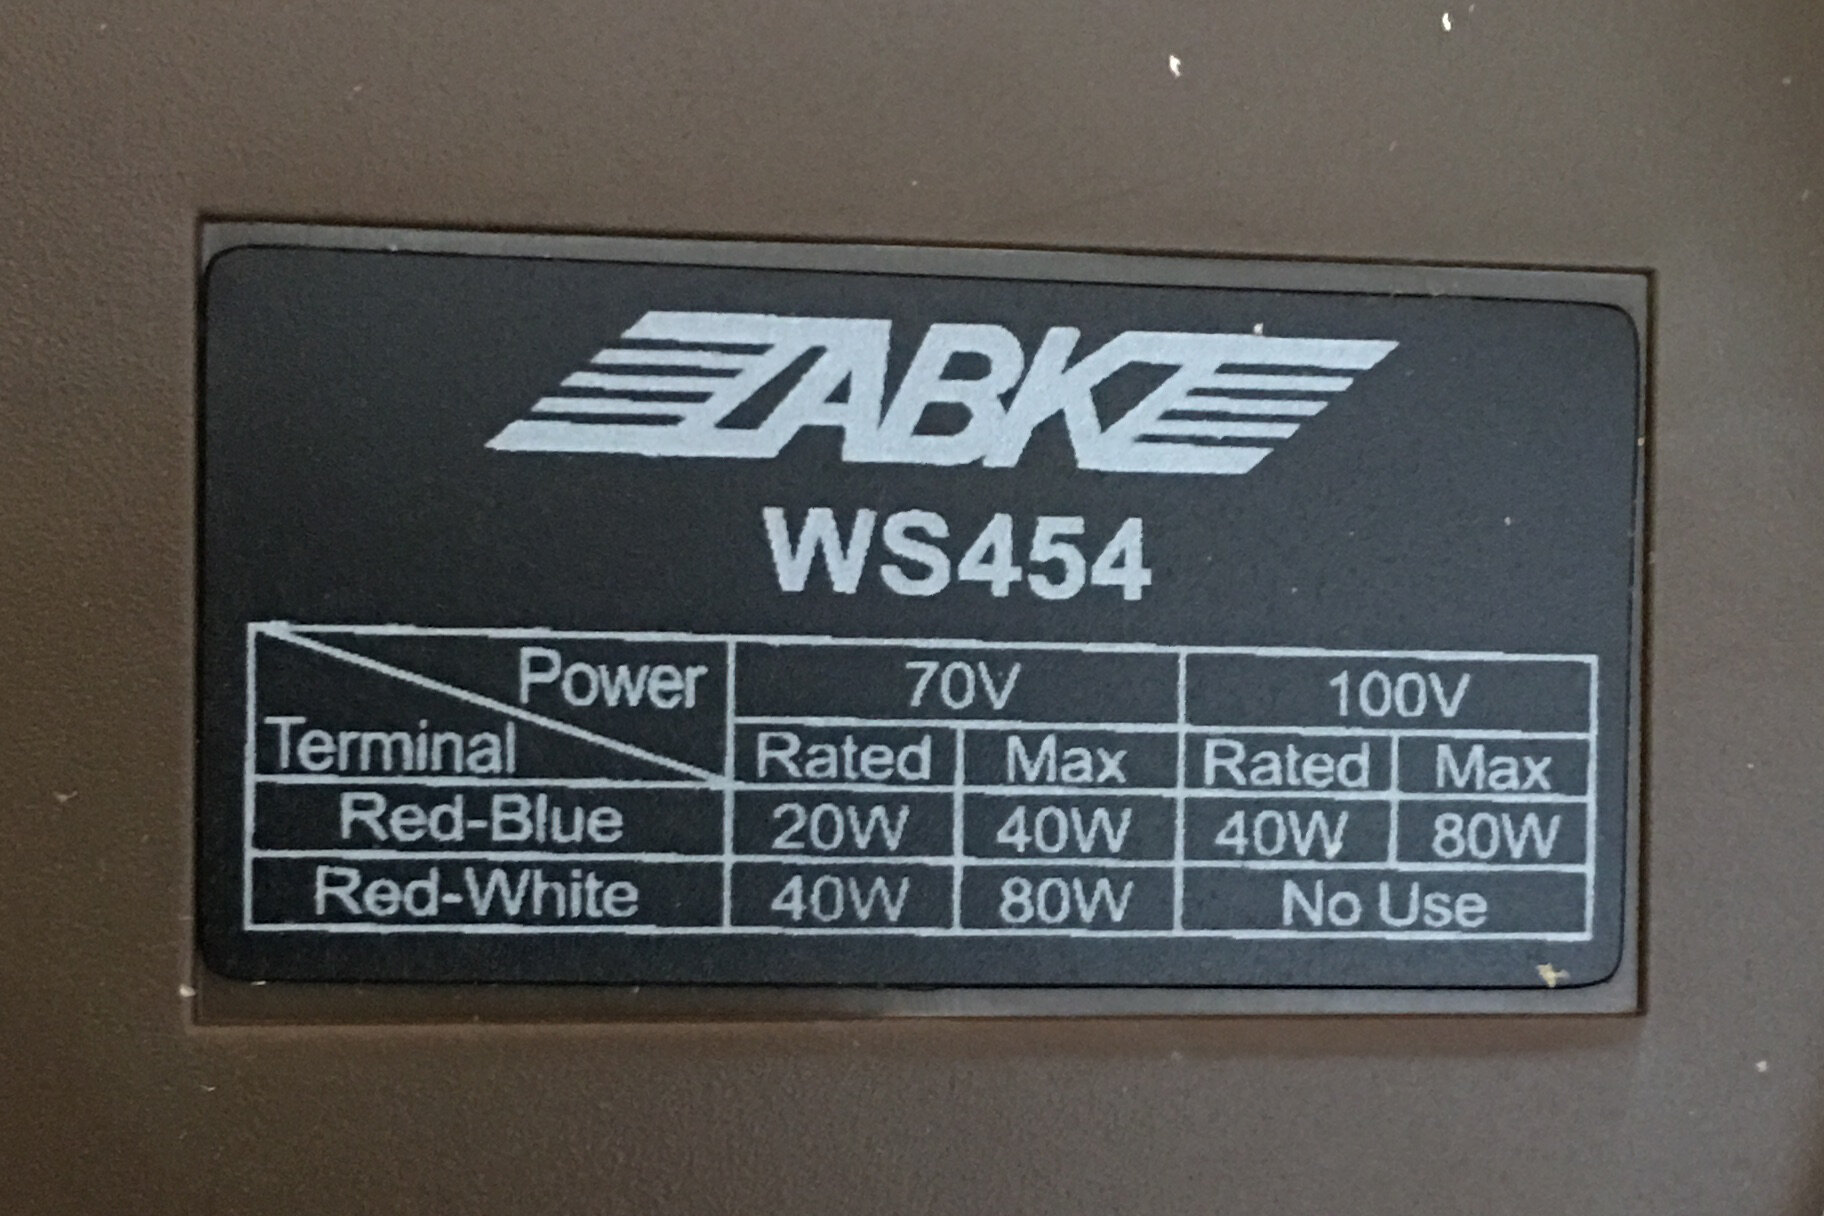 ABK
WS454
Power 70V 100V
Terminal Rated Max Rated Max
Red-Blue 20W 40W 40W 80W
Red-White 40W 80W No Use